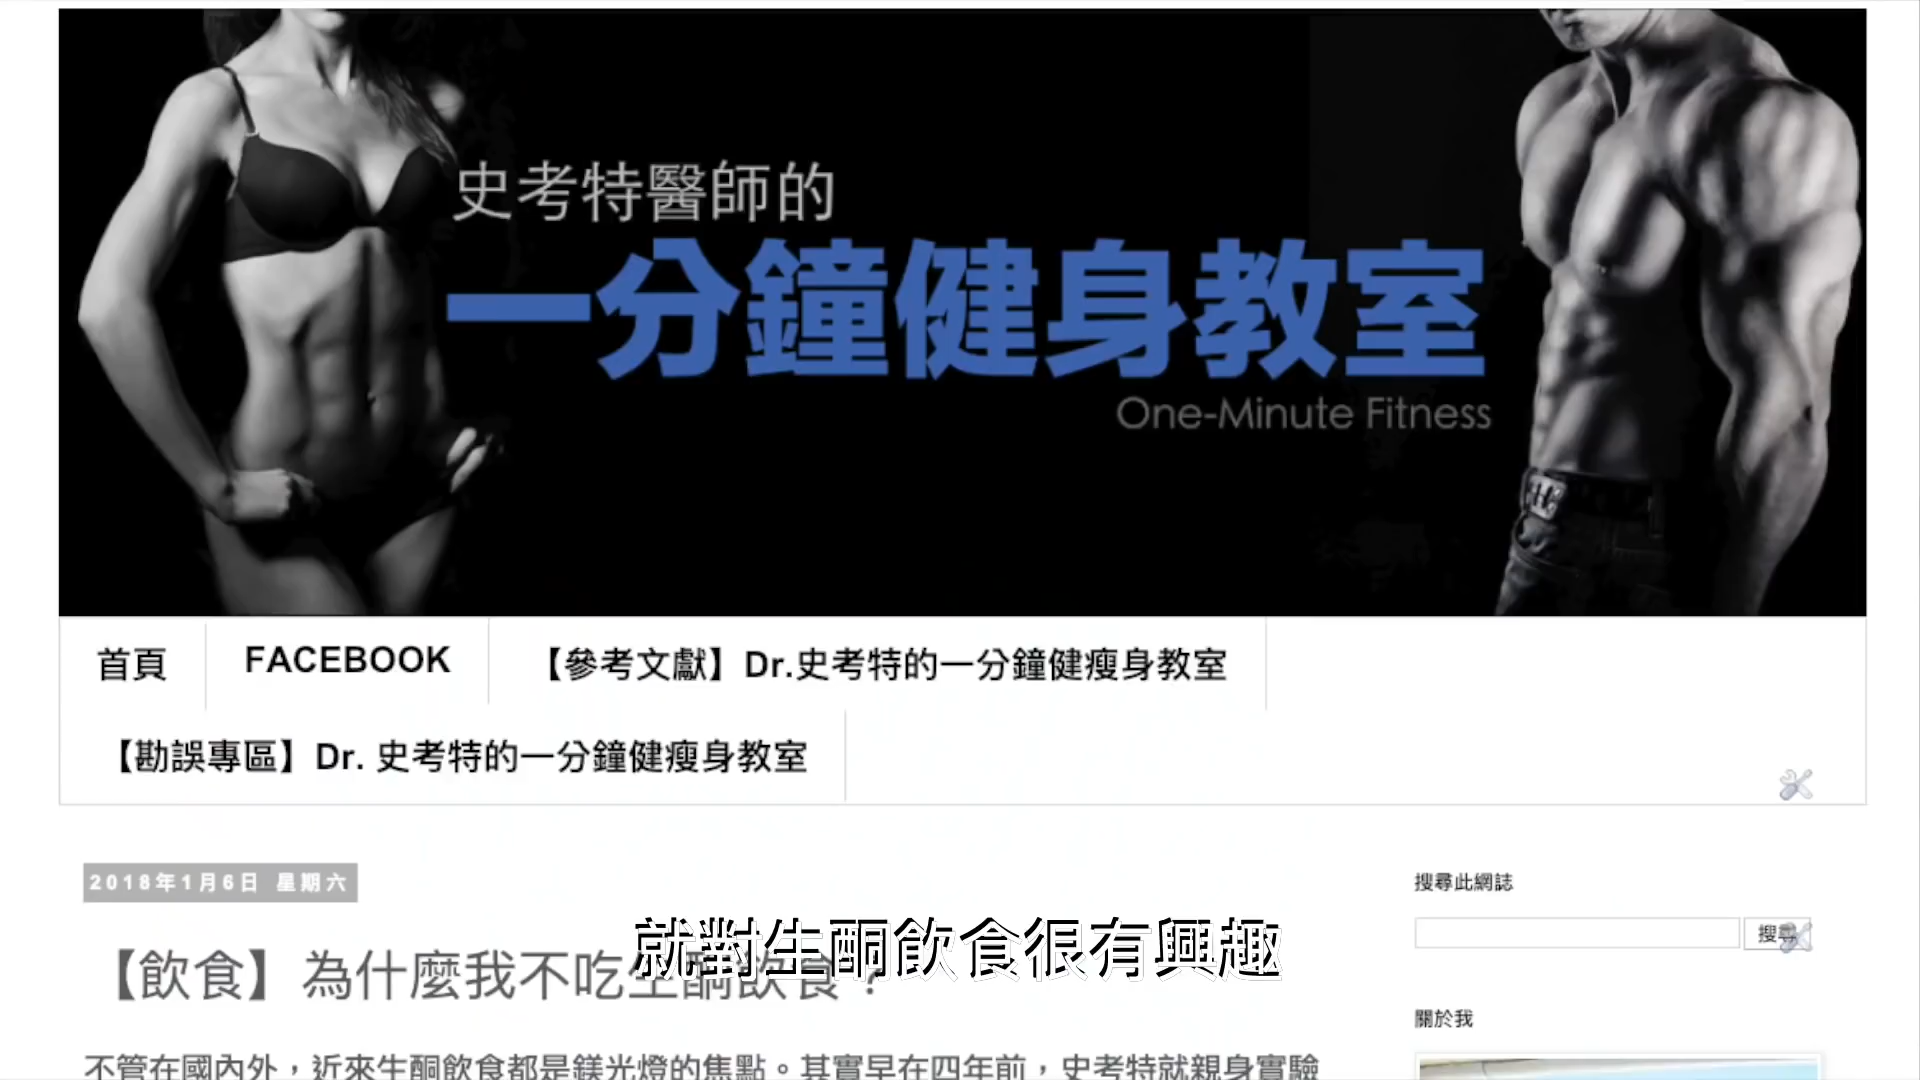 史考特醫師的
一分鐘健身教室
One-Minute Fitness
首頁
FACEBOOK
【參考文獻】Dr.史考特的一分鐘健瘦身教室
【勘誤專區】Dr. 史考特的一分鐘健瘦身教室
2018年1月6日 星期六
【飲食】為什麼我不吃生酮飲食？
就對生酮飲食很有興趣
不管在國內外，近來生酮飲食都是鎂光燈的焦點。其實早在四年前，史考特就親身實驗
搜尋此網誌
搜尋
關於我